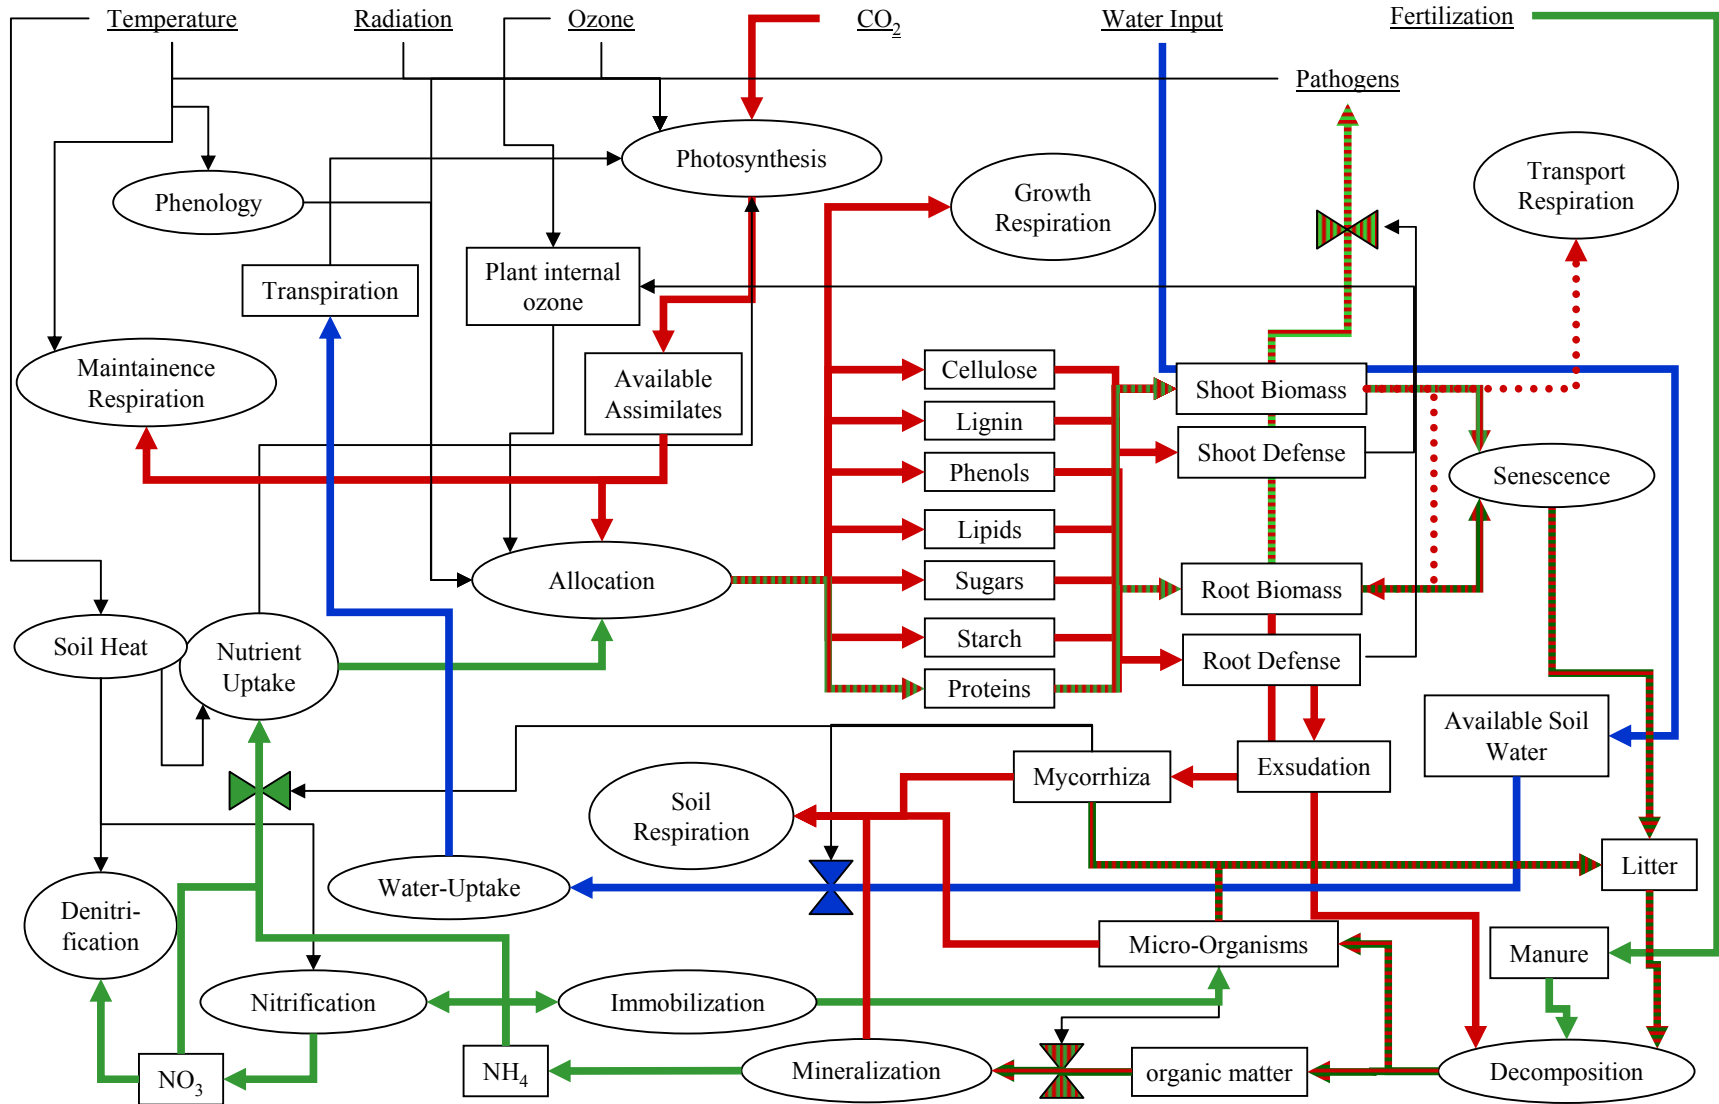 Temperature
Radiation
Ozone
CO2
Water Input
Fertilization
Pathogens
Photosynthesis
Transport
Respiration
Phenology
Growth
Respiration
Plant internal
ozone
Transpiration
Maintainence
Respiration
Available
Assimilates
Cellulose
Shoot Biomass
Lignin
Shoot Defense
Phenols
Senescence
Lipids
Allocation
Sugars
Root Biomass
Starch
Root Defense
Soil Heat
Nutrient
Uptake
Proteins
Available Soil
Water
Mycorrhiza
Exsudation
Soil
Respiration
Litter
Water-Uptake
Denitri-
fication
Micro-Organisms
Manure
Nitrification
Immobilization
NO3
NH4
Mineralization
organic matter
Decomposition